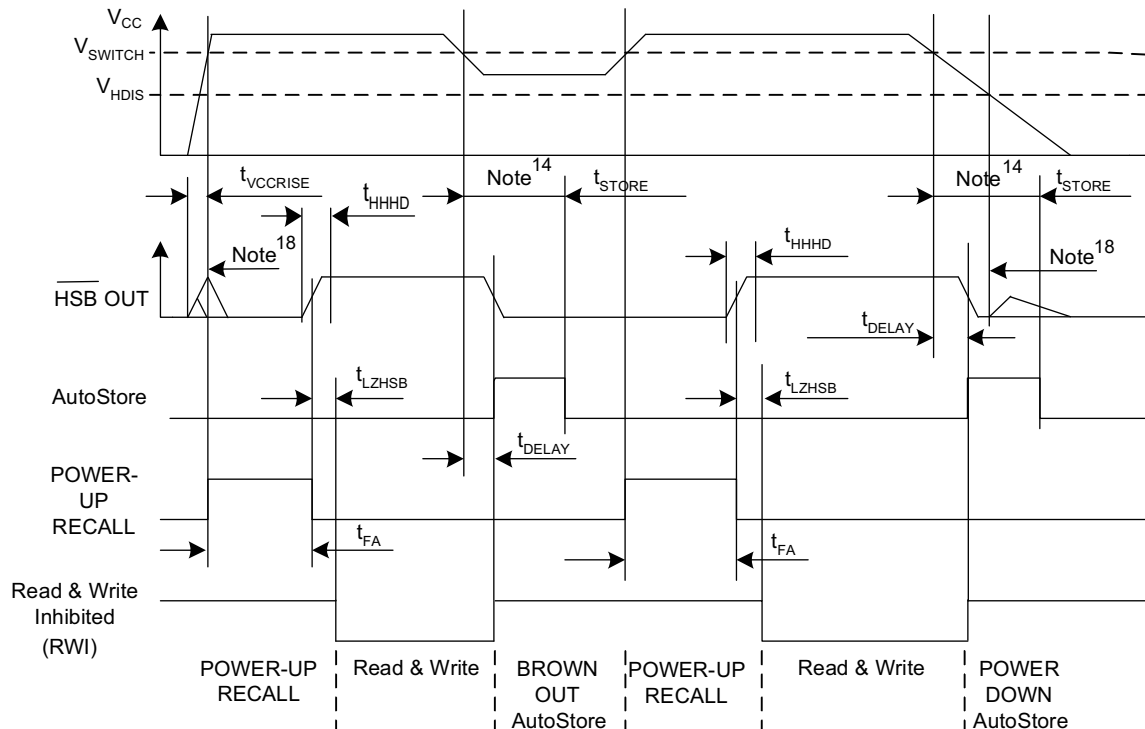 VCC
VSWITCH
VHDIS
tVCCRISE
Note14
tSTORE
Note14
tSTORE
tHHHD
Note18
tHHHD
Note18
HSB OUT
tDELAY
tLZHSB
tLZHSB
AutoStore
tDELAY
POWER-
UP
RECALL
tFA
tFA
Read & Write
Inhibited
(RWI)
POWER-UP
RECALL
Read & Write
BROWN
OUT
AutoStore
POWER-UP
RECALL
Read & Write
POWER
DOWN
AutoStore